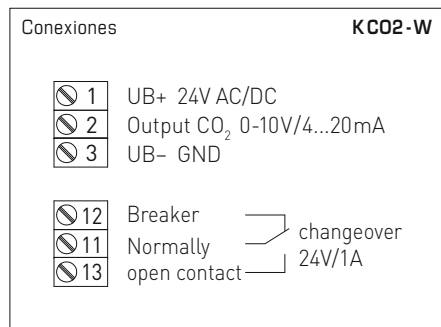 Conexiones KCO2-W
1 UB+ 24V AC/DC
2 Output CO₂ 0-10V/4...20mA
3 UB– GND
12 Breaker
11 Normally
13 open contact
changeover
24V/1A